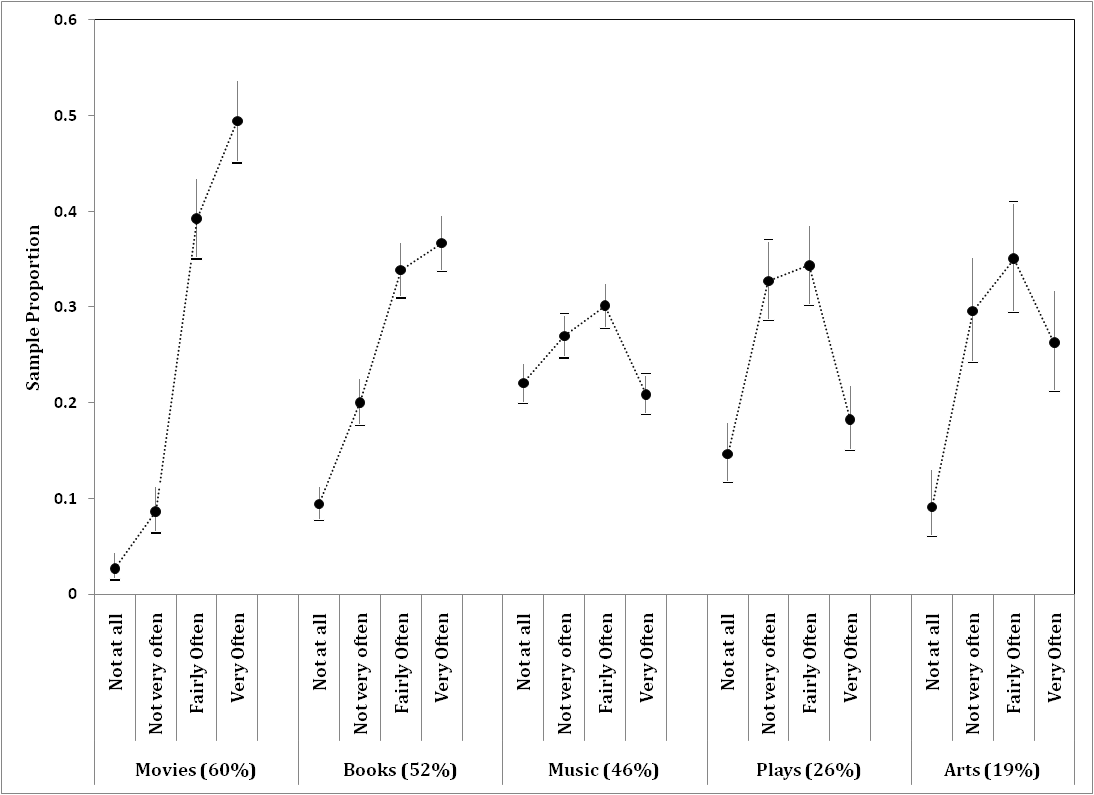 0.6
0.5
0.4
0.3
0.2
0.1
0
Sample Proportion
Not at all
Not very often
Fairly Often
Very Often
Not at all
Not very often
Fairly Often
Very Often
Not at all
Not very often
Fairly Often
Very Often
Not at all
Not very often
Fairly Often
Very Often
Not at all
Not very often
Fairly Often
Very Often
Movies (60%)
Books (52%)
Music (46%)
Plays (26%)
Arts (19%)